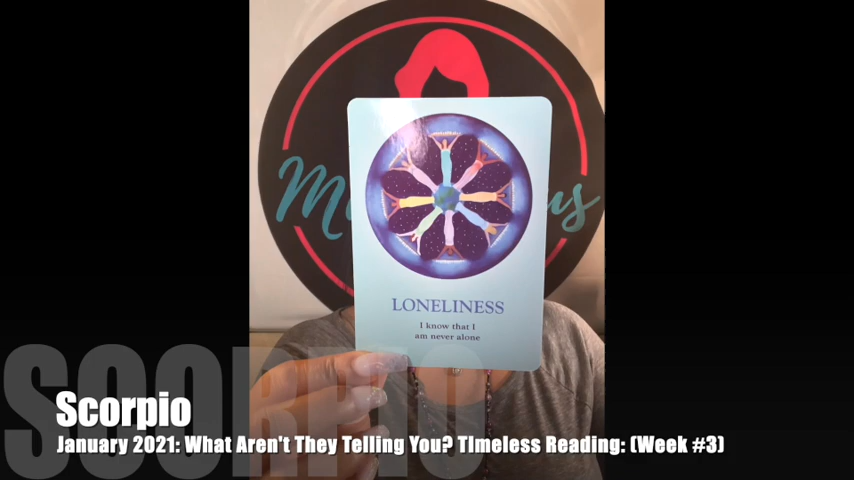 LONELINESS
I know that I
am never alone
SCORPIO
Scorpio
January 2021: What Aren't They Telling You? Timeless Reading: (Week #3)